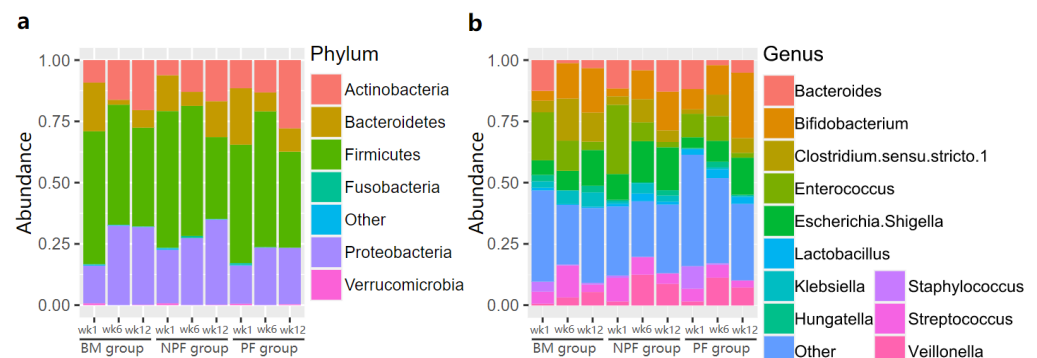 a
Abundance
1.00
0.75
0.50
0.25
0.00
wk1 wk6 wk12 wk1 wk6 wk12 wk1 wk6 wk12
BM group NPF group PF group
Phylum
Actinobacteria
Bacteroidetes
Firmicutes
Fusobacteria
Other
Proteobacteria
Verrucomicrobia
b
Abundance
1.00
0.75
0.50
0.25
0.00
wk1 wk6 wk12 wk1 wk6 wk12 wk1 wk6 wk12
BM group NPF group PF group
Genus
Bacteroides
Bifidobacterium
Clostridium.sensu.stricto.1
Enterococcus
Escherichia.Shigella
Lactobacillus
Klebsiella
Hungatella
Other
Staphylococcus
Streptococcus
Veillonella